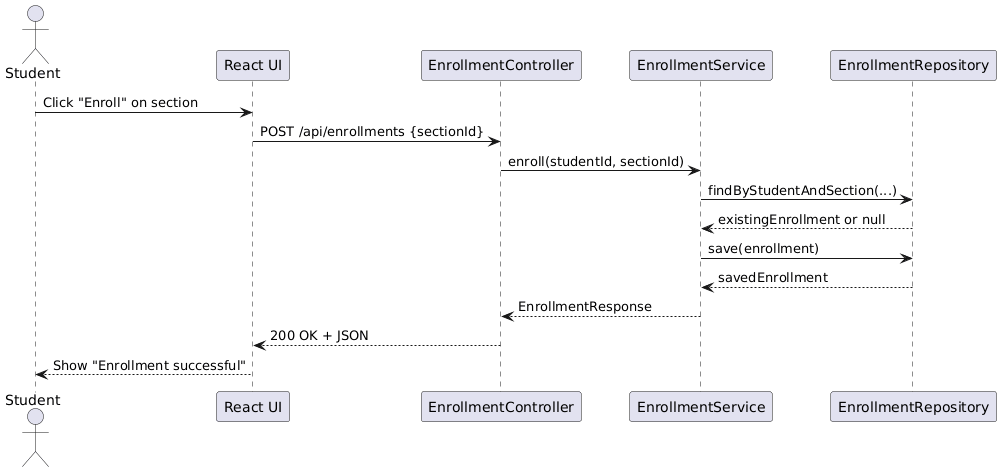 Student
React UI
EnrollmentController
EnrollmentService
EnrollmentRepository
Click "Enroll" on section
POST /api/enrollments {sectionId}
enroll(studentId, sectionId)
findByStudentAndSection(...)
existingEnrollment or null
save(enrollment)
savedEnrollment
EnrollmentResponse
200 OK + JSON
Show "Enrollment successful"
Student
React UI
EnrollmentController
EnrollmentService
EnrollmentRepository